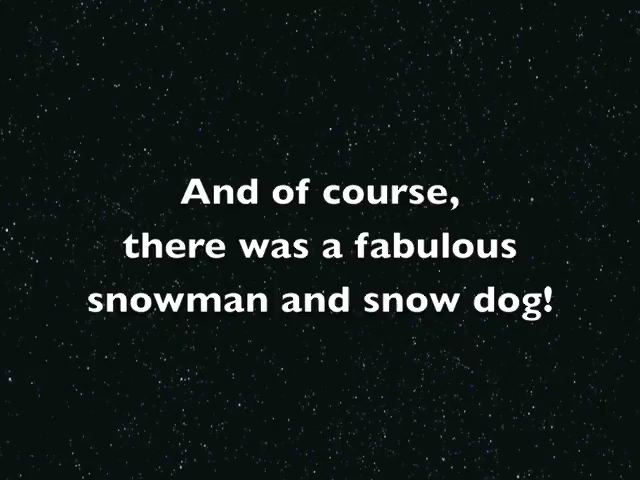 And of course,
there was a fabulous
snowman and snow dog!